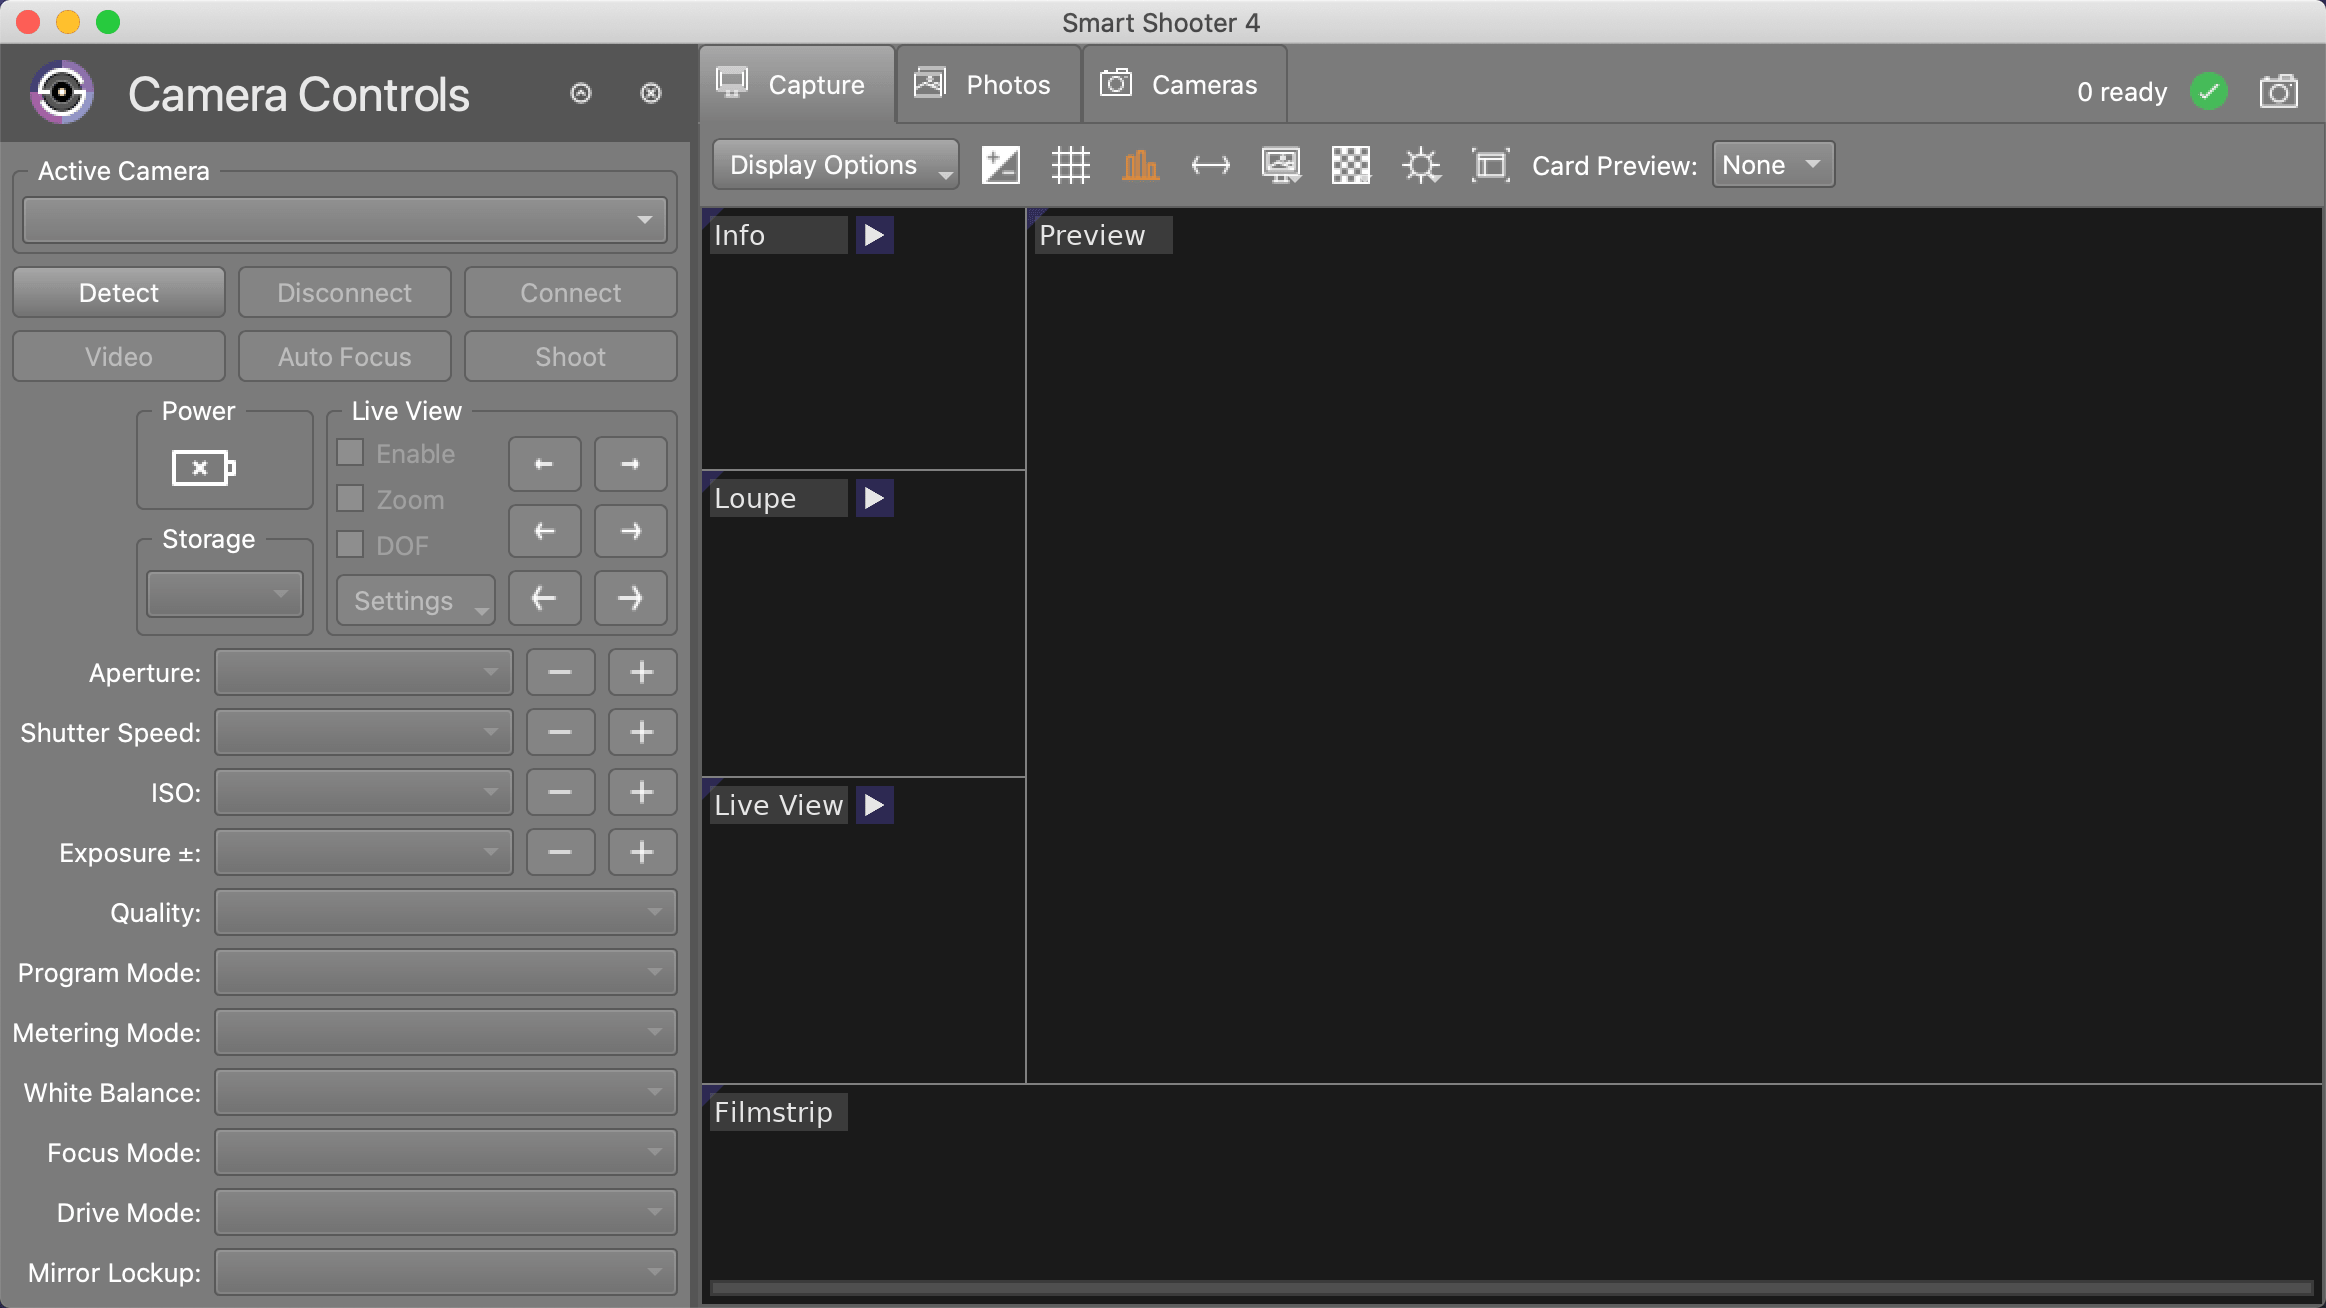 Smart Shooter 4
Camera Controls
Capture
Photos
Cameras
0 ready
Display Options
Card Preview:
None
Active Camera
Detect
Disconnect
Connect
Video
Auto Focus
Shoot
Power
Live View
Enable
Zoom
DOF
Settings
Storage
Aperture:
Shutter Speed:
ISO:
Exposure ±:
Quality:
Program Mode:
Metering Mode:
White Balance:
Focus Mode:
Drive Mode:
Mirror Lockup:
Info
Preview
Loupe
Live View
Filmstrip